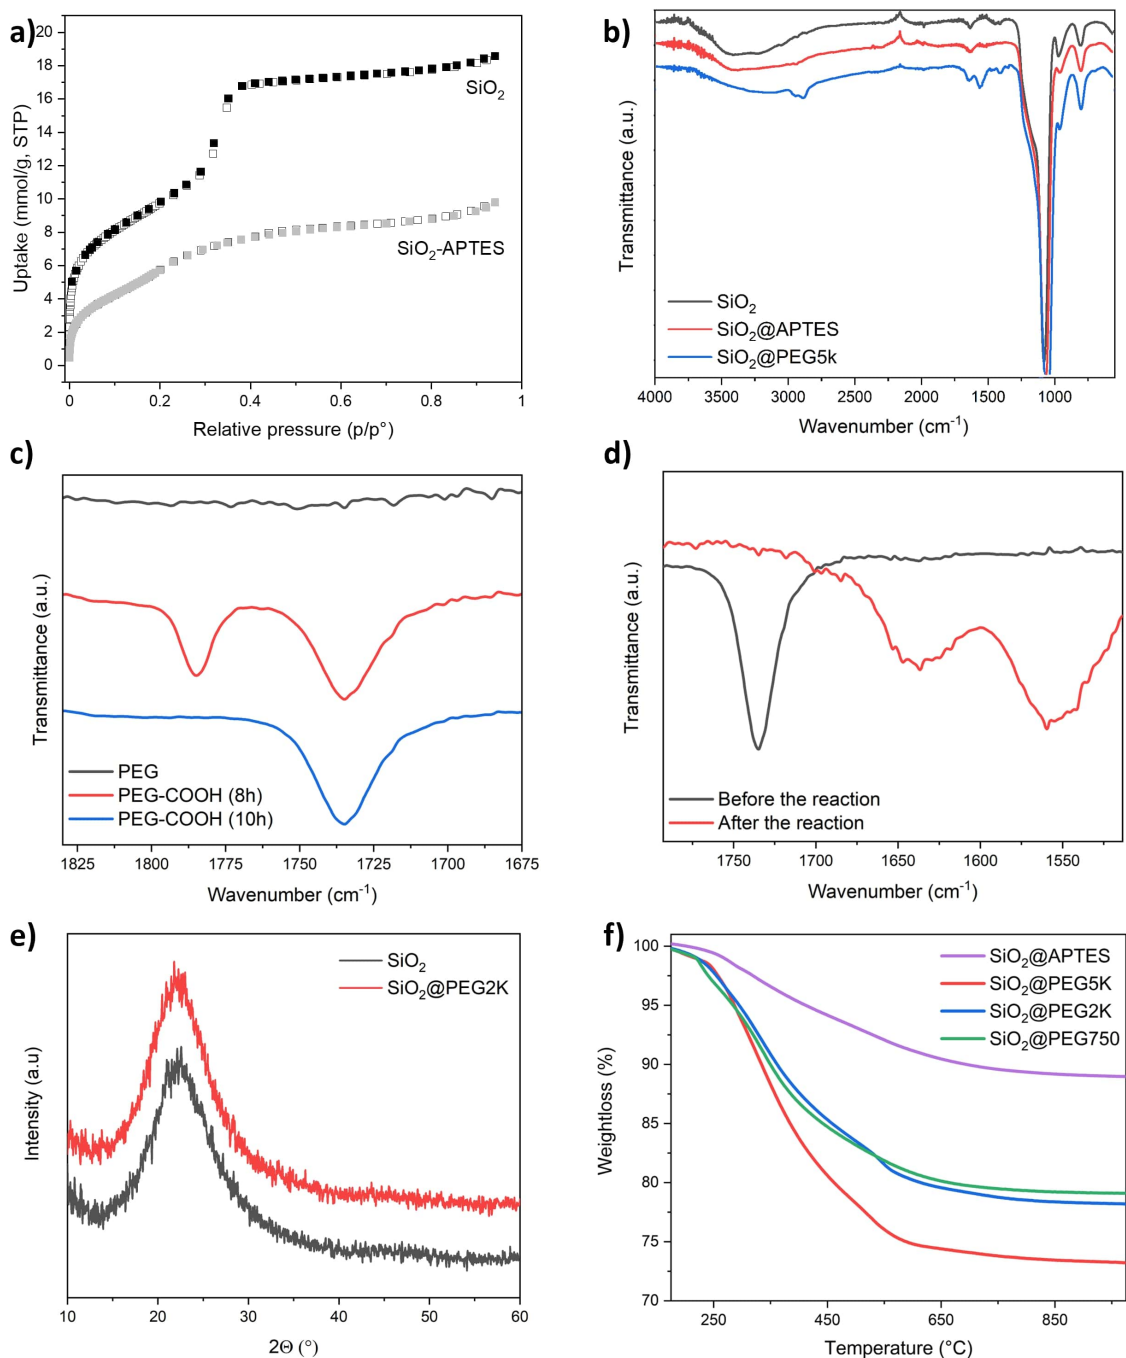 a)
20
18
16
14
12
10
8
6
4
2
0
Uptake (mmol/g, STP)
SiO₂
SiO₂-APTES
0
0.2
0.4
0.6
0.8
1
Relative pressure (p/p°)
b)
Transmittance (a.u.)
SiO₂
SiO₂@APTES
SiO₂@PEG5k
4000
3500
3000
2500
2000
1500
1000
Wavenumber (cm⁻¹)
c)
Transmittance (a.u.)
PEG
PEG-COOH (8h)
PEG-COOH (10h)
1825
1800
1775
1750
1725
1700
1675
Wavenumber (cm⁻¹)
d)
Transmittance (a.u.)
Before the reaction
After the reaction
1750
1700
1650
1600
1550
Wavenumber (cm⁻¹)
e)
Intensity (a.u)
SiO₂
SiO₂@PEG2K
10
20
30
40
50
60
2Θ (°)
f)
100
95
90
85
80
75
70
Weightloss (%)
SiO₂@APTES
SiO₂@PEG5K
SiO₂@PEG2K
SiO₂@PEG750
250
450
650
850
Temperature (°C)